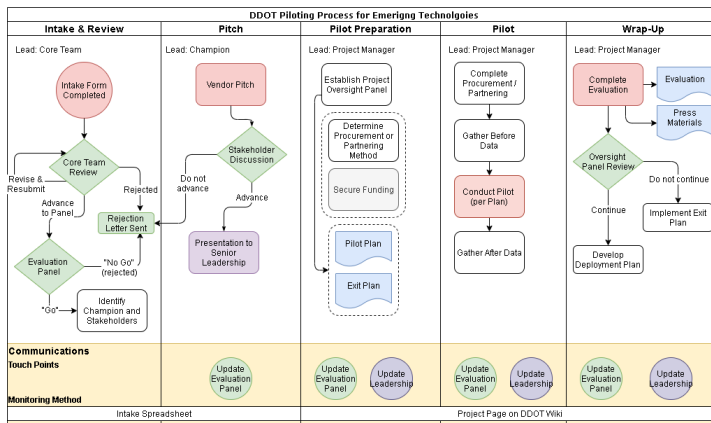 DDOT Piloting Process for Emerigng Technolgoies
Intake & Review
Pitch
Pilot Preparation
Pilot
Wrap-Up
Lead: Core Team
Lead: Champion
Lead: Project Manager
Lead: Project Manager
Lead: Project Manager
Intake Form
Completed
Core Team
Review
Revise &
Resubmit
Rejected
Advance
to Panel
Rejection
Letter Sent
Evaluation
Panel
"No Go"
(rejected)
"Go"
Identify
Champion and
Stakeholders
Vendor Pitch
Stakeholder
Discussion
Do not
advance
Advance
Presentation to
Senior
Leadership
Establish Project
Oversight Panel
Determine
Procurement or
Partnering
Method
Secure Funding
Pilot Plan
Exit Plan
Complete
Procurement /
Partnering
Gather Before
Data
Conduct Pilot
(per Plan)
Gather After Data
Complete
Evaluation
Evaluation
Press
Materials
Oversight
Panel Review
Do not continue
Continue
Implement Exit
Plan
Develop
Deployment Plan
Communications
Touch Points
Update
Evaluation
Panel
Update
Evaluation
Panel
Update
Leadership
Update
Evaluation
Panel
Update
Leadership
Update
Evaluation
Panel
Update
Leadership
Monitoring Method
Intake Spreadsheet
Project Page on DDOT Wiki